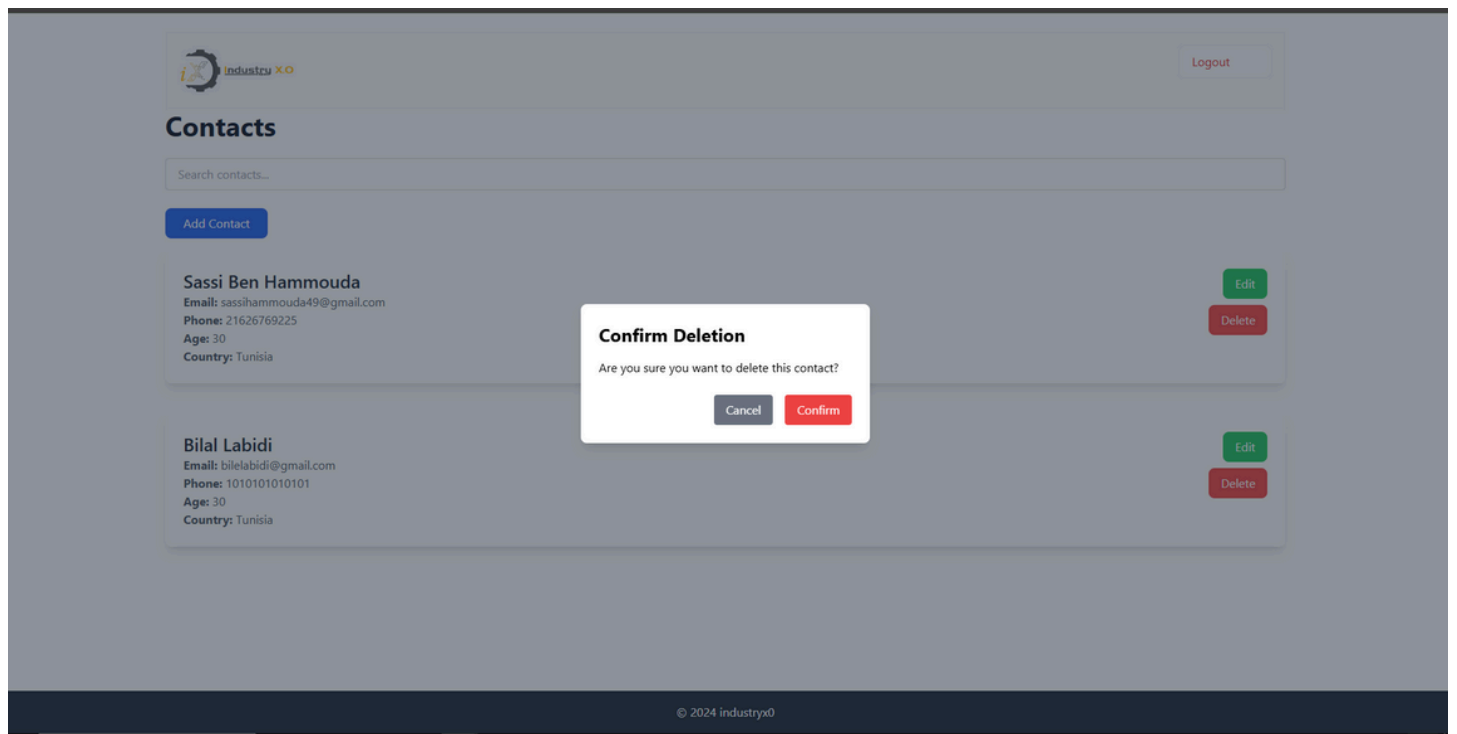 iX Industry X.O
Logout
Contacts
Search contacts...
Add Contact
Sassi Ben Hammouda
Email: sassihammouda49@gmail.com
Phone: 21626769225
Age: 30
Country: Tunisia
Edit
Delete
Confirm Deletion
Are you sure you want to delete this contact?
Cancel Confirm
Bilal Labidi
Email: bilelabidi@gmail.com
Phone: 1010101010101
Age: 30
Country: Tunisia
Edit
Delete
© 2024 industryx0